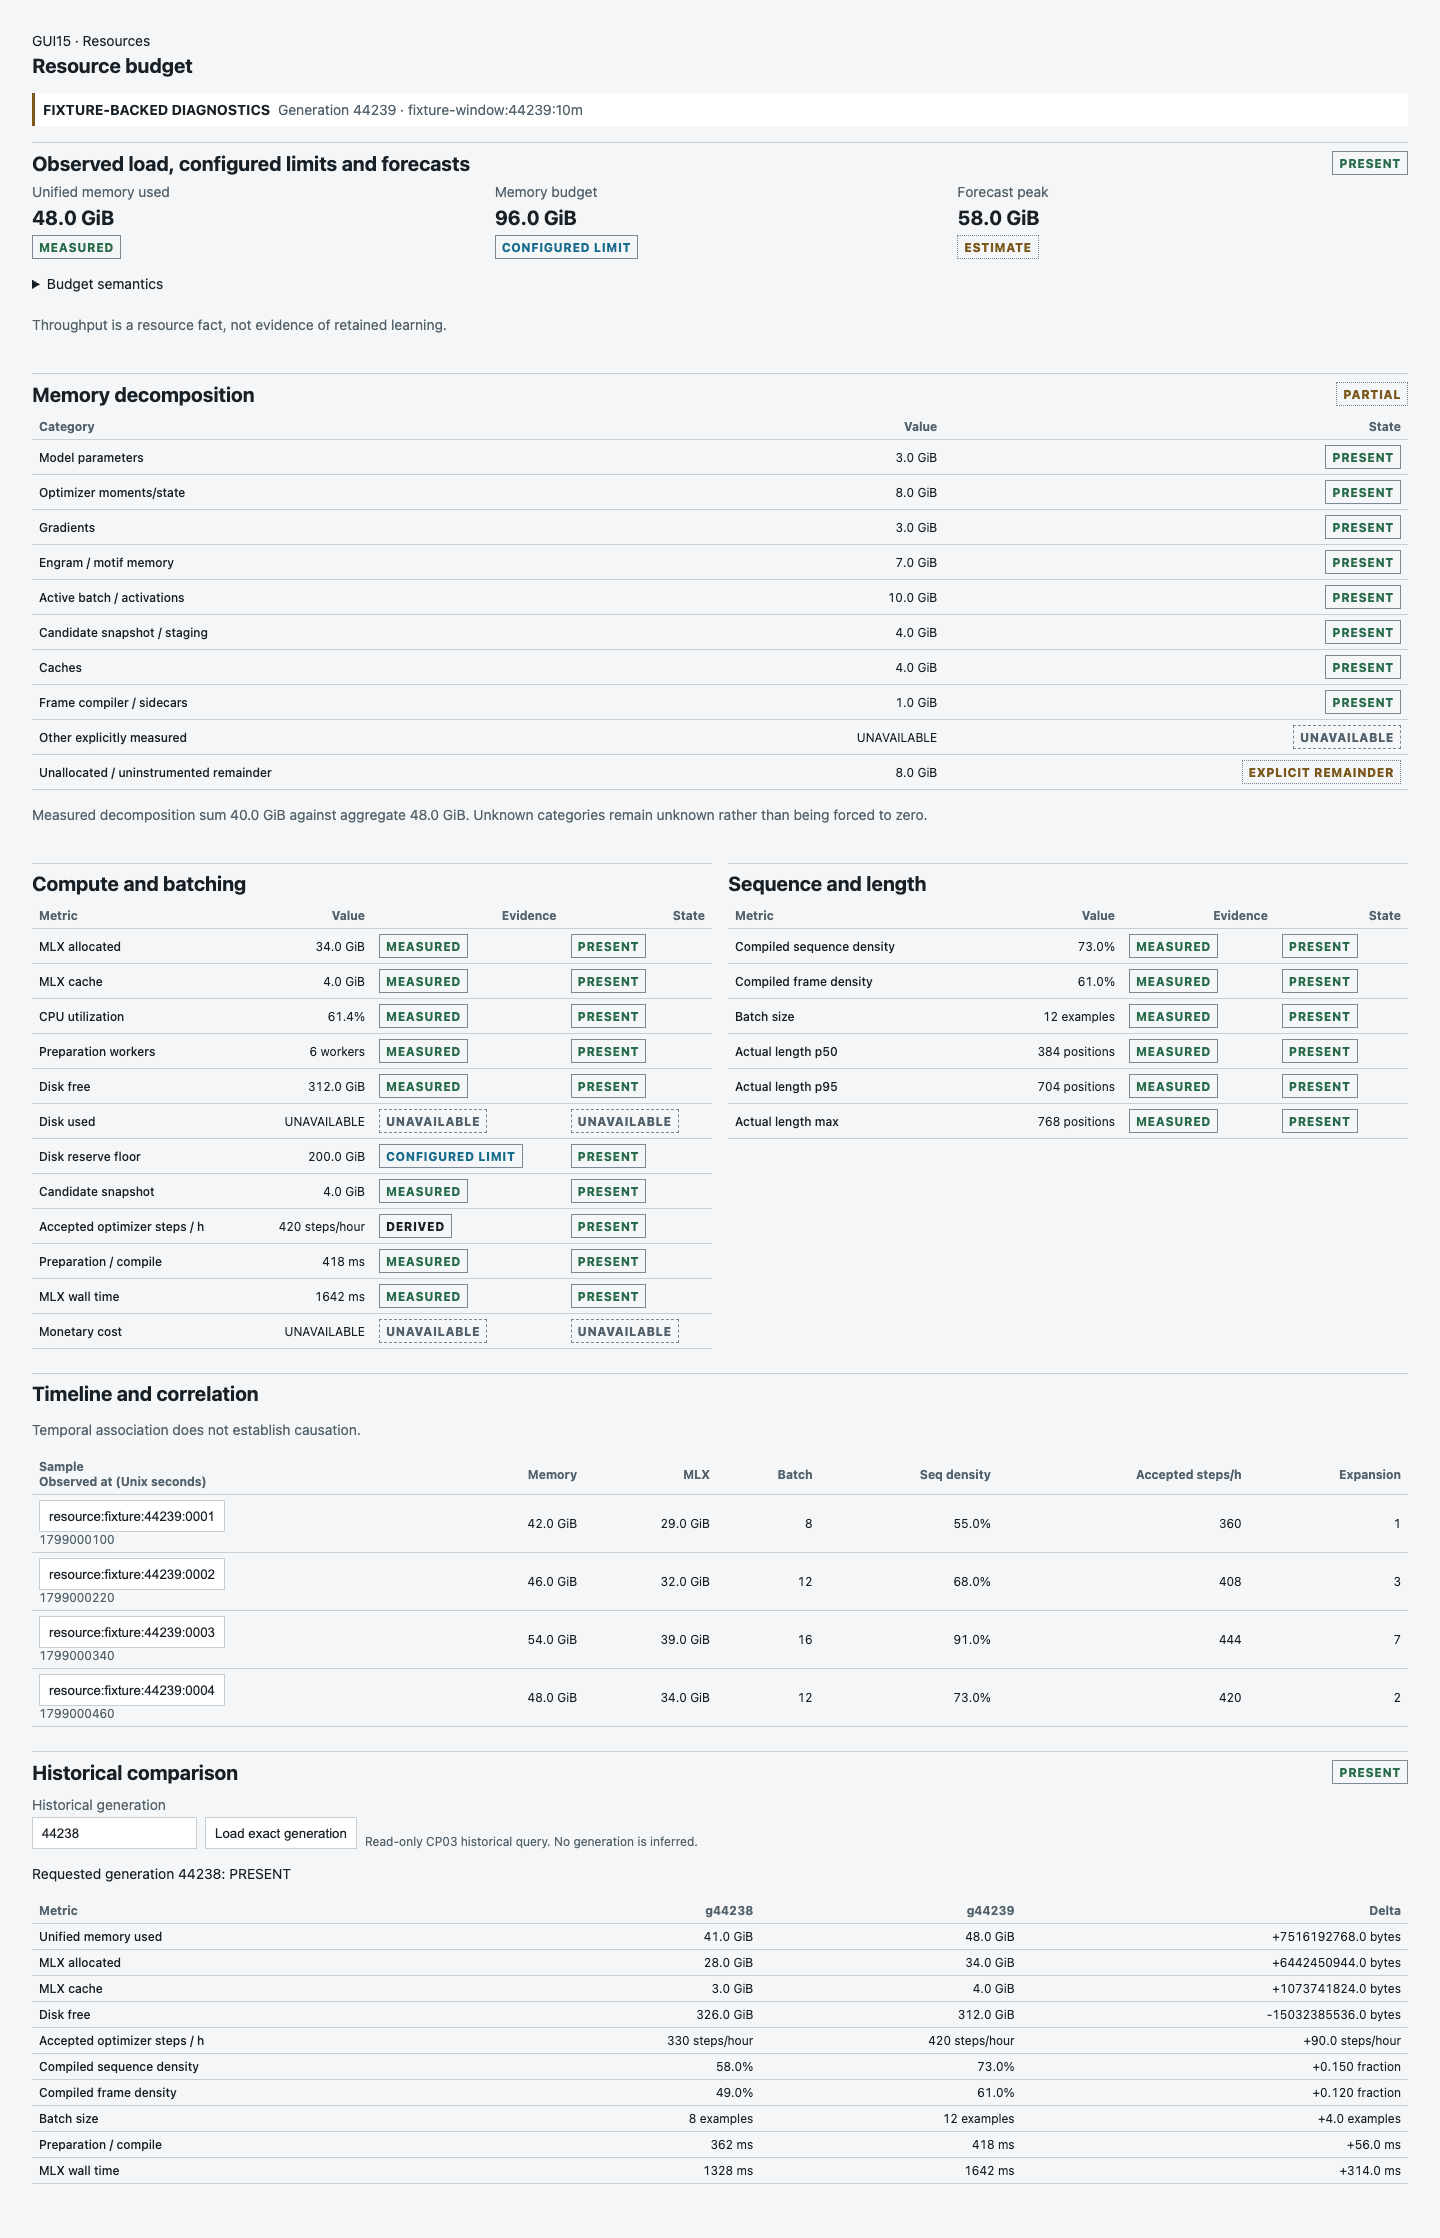 GUI15 · Resources
Resource budget
FIXTURE-BACKED DIAGNOSTICS Generation 44239 · fixture-window:44239:10m
Observed load, configured limits and forecasts PRESENT
Unified memory used Memory budget Forecast peak
48.0 GiB 96.0 GiB 58.0 GiB
MEASURED CONFIGURED LIMIT ESTIMATE
▶ Budget semantics
Throughput is a resource fact, not evidence of retained learning.
Memory decomposition PARTIAL
Category Value State
Model parameters 3.0 GiB PRESENT
Optimizer moments/state 8.0 GiB PRESENT
Gradients 3.0 GiB PRESENT
Engram / motif memory 7.0 GiB PRESENT
Active batch / activations 10.0 GiB PRESENT
Candidate snapshot / staging 4.0 GiB PRESENT
Caches 4.0 GiB PRESENT
Frame compiler / sidecars 1.0 GiB PRESENT
Other explicitly measured UNAVAILABLE UNAVAILABLE
Unallocated / uninstrumented remainder 8.0 GiB EXPLICIT REMAINDER
Measured decomposition sum 40.0 GiB against aggregate 48.0 GiB. Unknown categories remain unknown rather than being forced to zero.
Compute and batching
Metric Value Evidence State
MLX allocated 34.0 GiB MEASURED PRESENT
MLX cache 4.0 GiB MEASURED PRESENT
CPU utilization 61.4% MEASURED PRESENT
Preparation workers 6 workers MEASURED PRESENT
Disk free 312.0 GiB MEASURED PRESENT
Disk used UNAVAILABLE UNAVAILABLE UNAVAILABLE
Disk reserve floor 200.0 GiB CONFIGURED LIMIT PRESENT
Candidate snapshot 4.0 GiB MEASURED PRESENT
Accepted optimizer steps / h 420 steps/hour DERIVED PRESENT
Preparation / compile 418 ms MEASURED PRESENT
MLX wall time 1642 ms MEASURED PRESENT
Monetary cost UNAVAILABLE UNAVAILABLE UNAVAILABLE
Sequence and length
Metric Value Evidence State
Compiled sequence density 73.0% MEASURED PRESENT
Compiled frame density 61.0% MEASURED PRESENT
Batch size 12 examples MEASURED PRESENT
Actual length p50 384 positions MEASURED PRESENT
Actual length p95 704 positions MEASURED PRESENT
Actual length max 768 positions MEASURED PRESENT
Timeline and correlation
Temporal association does not establish causation.
Sample
Observed at (Unix seconds) Memory MLX Batch Seq density Accepted steps/h Expansion
resource:fixture:44239:0001 42.0 GiB 29.0 GiB 8 55.0% 360 1
1799000100
resource:fixture:44239:0002 46.0 GiB 32.0 GiB 12 68.0% 408 3
1799000220
resource:fixture:44239:0003 54.0 GiB 39.0 GiB 16 91.0% 444 7
1799000340
resource:fixture:44239:0004 48.0 GiB 34.0 GiB 12 73.0% 420 2
1799000460
Historical comparison PRESENT
Historical generation
44238 Load exact generation Read-only CP03 historical query. No generation is inferred.
Requested generation 44238: PRESENT
Metric g44238 g44239 Delta
Unified memory used 41.0 GiB 48.0 GiB +7516192768.0 bytes
MLX allocated 28.0 GiB 34.0 GiB +6442450944.0 bytes
MLX cache 3.0 GiB 4.0 GiB +1073741824.0 bytes
Disk free 326.0 GiB 312.0 GiB -15032385536.0 bytes
Accepted optimizer steps / h 330 steps/hour 420 steps/hour +90.0 steps/hour
Compiled sequence density 58.0% 73.0% +0.150 fraction
Compiled frame density 49.0% 61.0% +0.120 fraction
Batch size 8 examples 12 examples +4.0 examples
Preparation / compile 362 ms 418 ms +56.0 ms
MLX wall time 1328 ms 1642 ms +314.0 ms